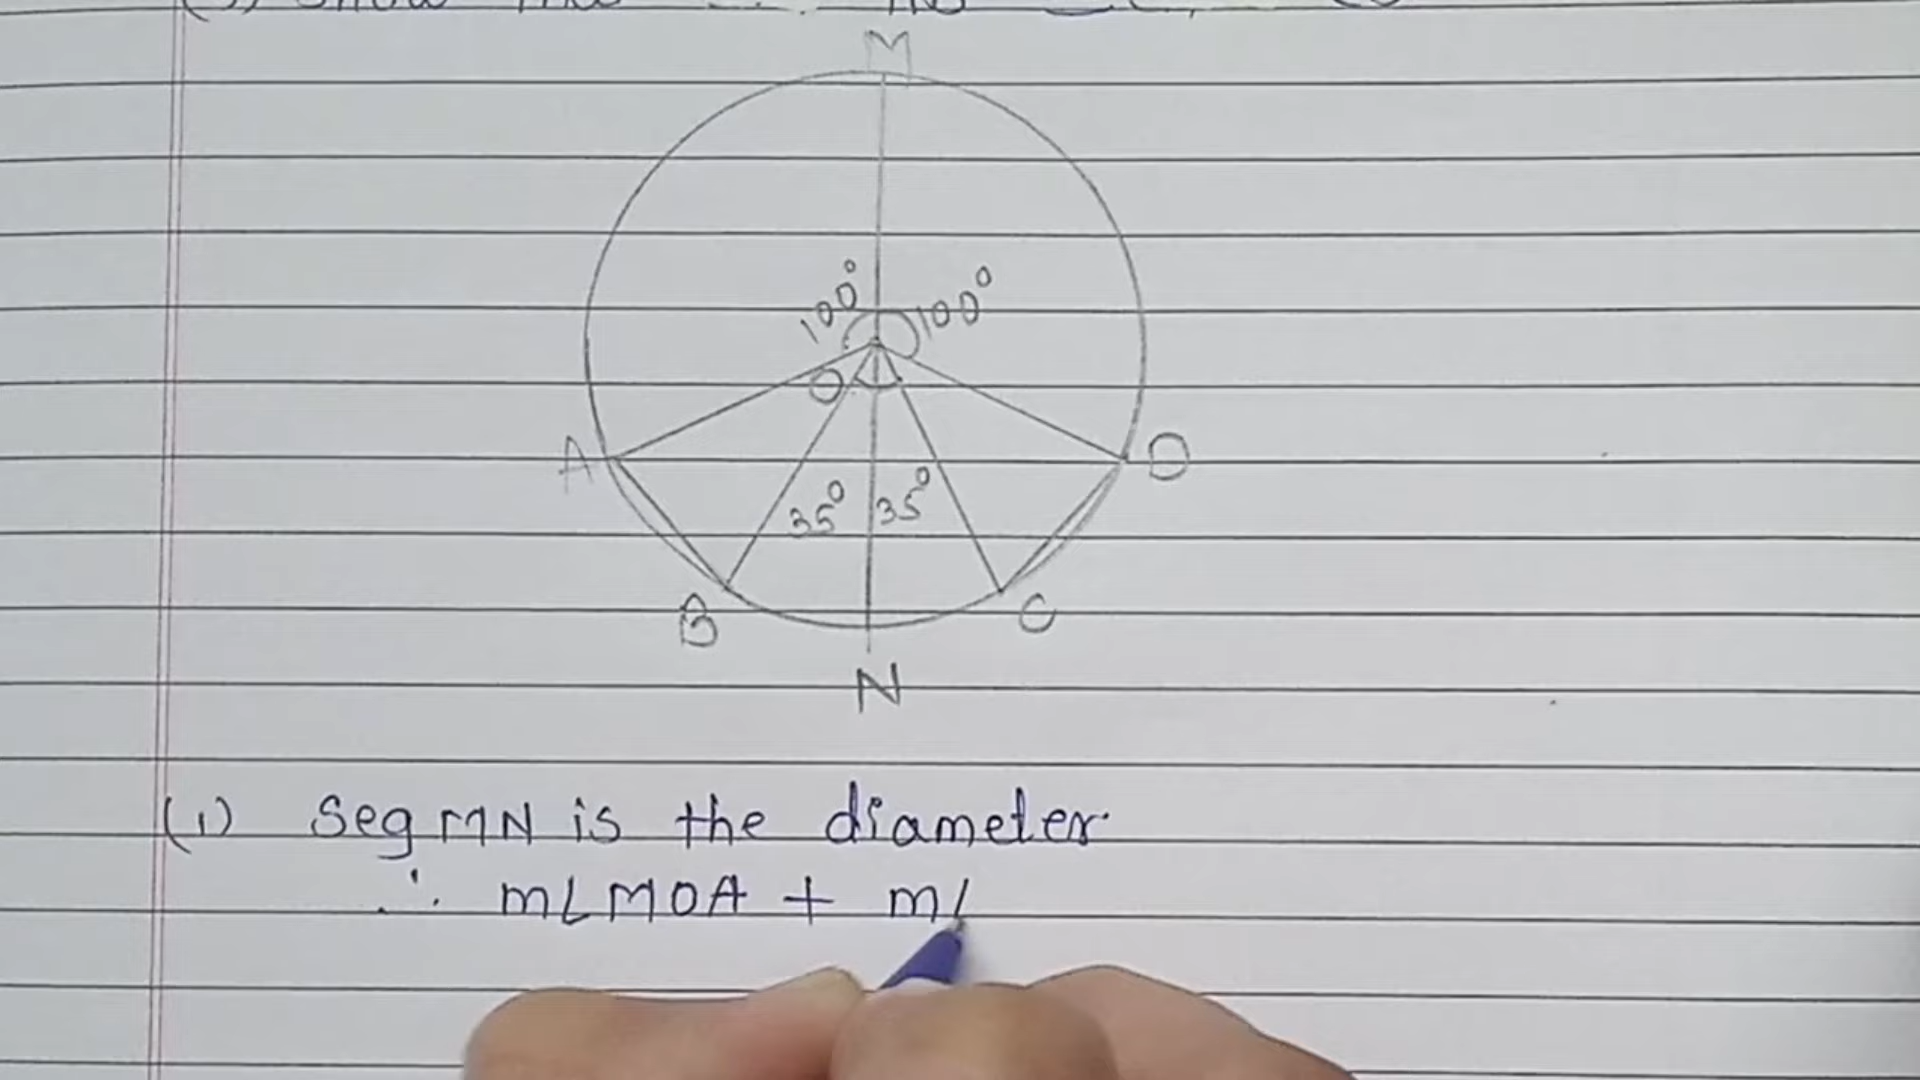 M
100° 100°
O
A D
35° 35°
B C
N
(1) Seg MN is the diameter.
∴ m∠MOA + m∠